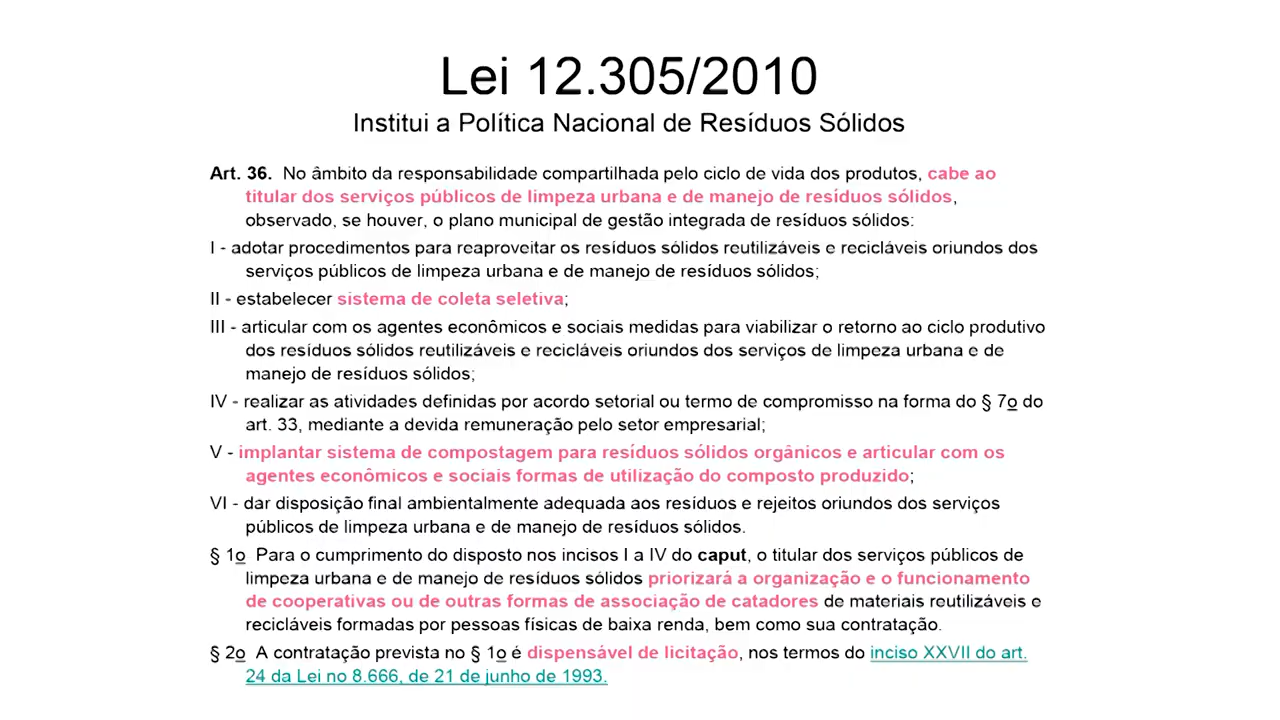 Lei 12.305/2010
Institui a Política Nacional de Resíduos Sólidos
Art. 36. No âmbito da responsabilidade compartilhada pelo ciclo de vida dos produtos, cabe ao
titular dos serviços públicos de limpeza urbana e de manejo de resíduos sólidos,
observado, se houver, o plano municipal de gestão integrada de resíduos sólidos:
I - adotar procedimentos para reaproveitar os resíduos sólidos reutilizáveis e recicláveis oriundos dos
serviços públicos de limpeza urbana e de manejo de resíduos sólidos;
II - estabelecer sistema de coleta seletiva;
III - articular com os agentes econômicos e sociais medidas para viabilizar o retorno ao ciclo produtivo
dos resíduos sólidos reutilizáveis e recicláveis oriundos dos serviços de limpeza urbana e de
manejo de resíduos sólidos;
IV - realizar as atividades definidas por acordo setorial ou termo de compromisso na forma do § 7o do
art. 33, mediante a devida remuneração pelo setor empresarial;
V - implantar sistema de compostagem para resíduos sólidos orgânicos e articular com os
agentes econômicos e sociais formas de utilização do composto produzido;
VI - dar disposição final ambientalmente adequada aos resíduos e rejeitos oriundos dos serviços
públicos de limpeza urbana e de manejo de resíduos sólidos.
§ 1o Para o cumprimento do disposto nos incisos I a IV do caput, o titular dos serviços públicos de
limpeza urbana e de manejo de resíduos sólidos priorizará a organização e o funcionamento
de cooperativas ou de outras formas de associação de catadores de materiais reutilizáveis e
recicláveis formadas por pessoas físicas de baixa renda, bem como sua contratação.
§ 2o A contratação prevista no § 1o é dispensável de licitação, nos termos do inciso XXVII do art.
24 da Lei no 8.666, de 21 de junho de 1993.